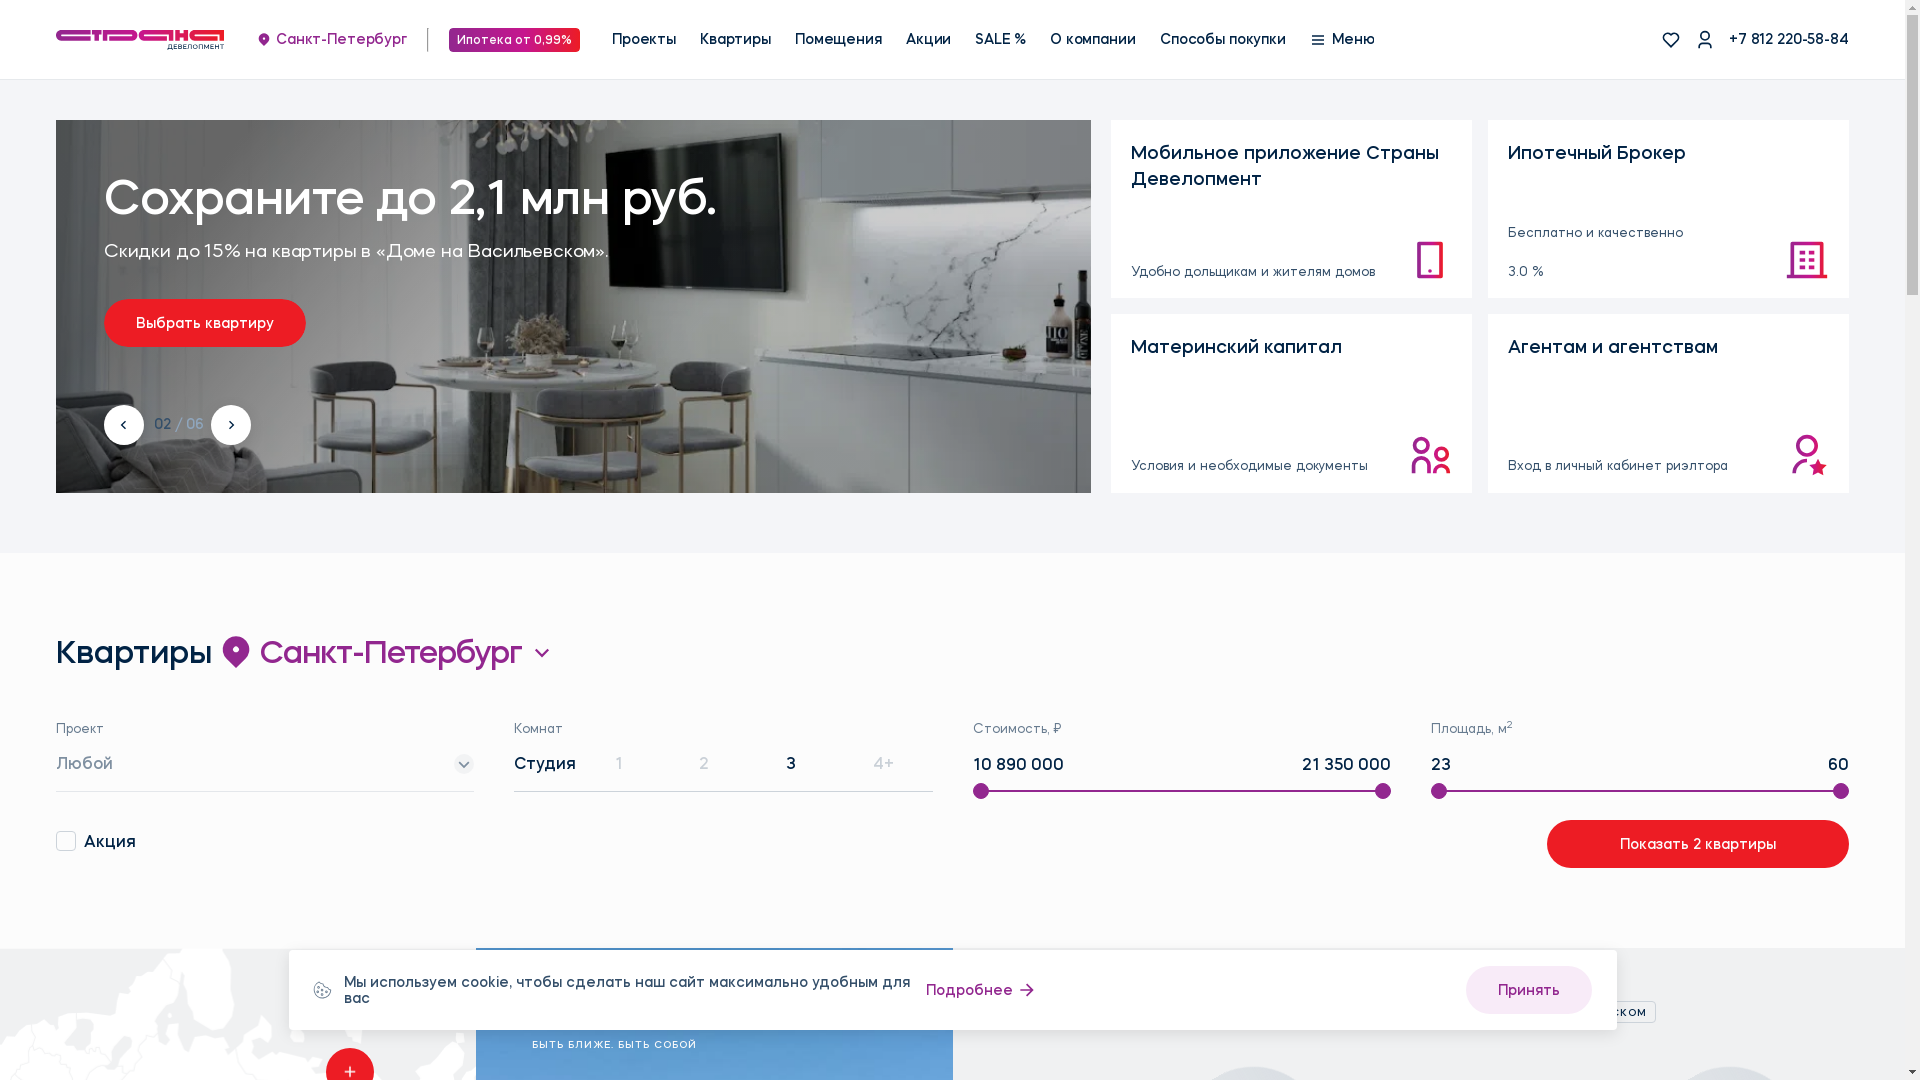 страна
ДЕВЕЛОПМЕНТ
Санкт-Петербург
Ипотека от 0,99%
Проекты
Квартиры
Помещения
Акции
SALE %
О компании
Способы покупки
Меню
+7 812 220-58-84
Сохраните до 2,1 млн руб.
Скидки до 15% на квартиры в «Доме на Васильевском».
Выбрать квартиру
02 / 06
Мобильное приложение Страны
Девелопмент
Удобно дольщикам и жителям домов
Ипотечный Брокер
Бесплатно и качественно
3.0 %
Материнский капитал
Условия и необходимые документы
Агентам и агентствам
Вход в личный кабинет риэлтора
Квартиры
Санкт-Петербург
Проект
Любой
Комнат
Студия
1
2
3
4+
Стоимость, ₽
10 890 000
21 350 000
Площадь, м²
23
60
Акция
Показать 2 квартиры
Мы используем cookie, чтобы сделать наш сайт максимально удобным для
вас
Подробнее
Принять
БЫТЬ БЛИЖЕ. БЫТЬ СОБОЙ